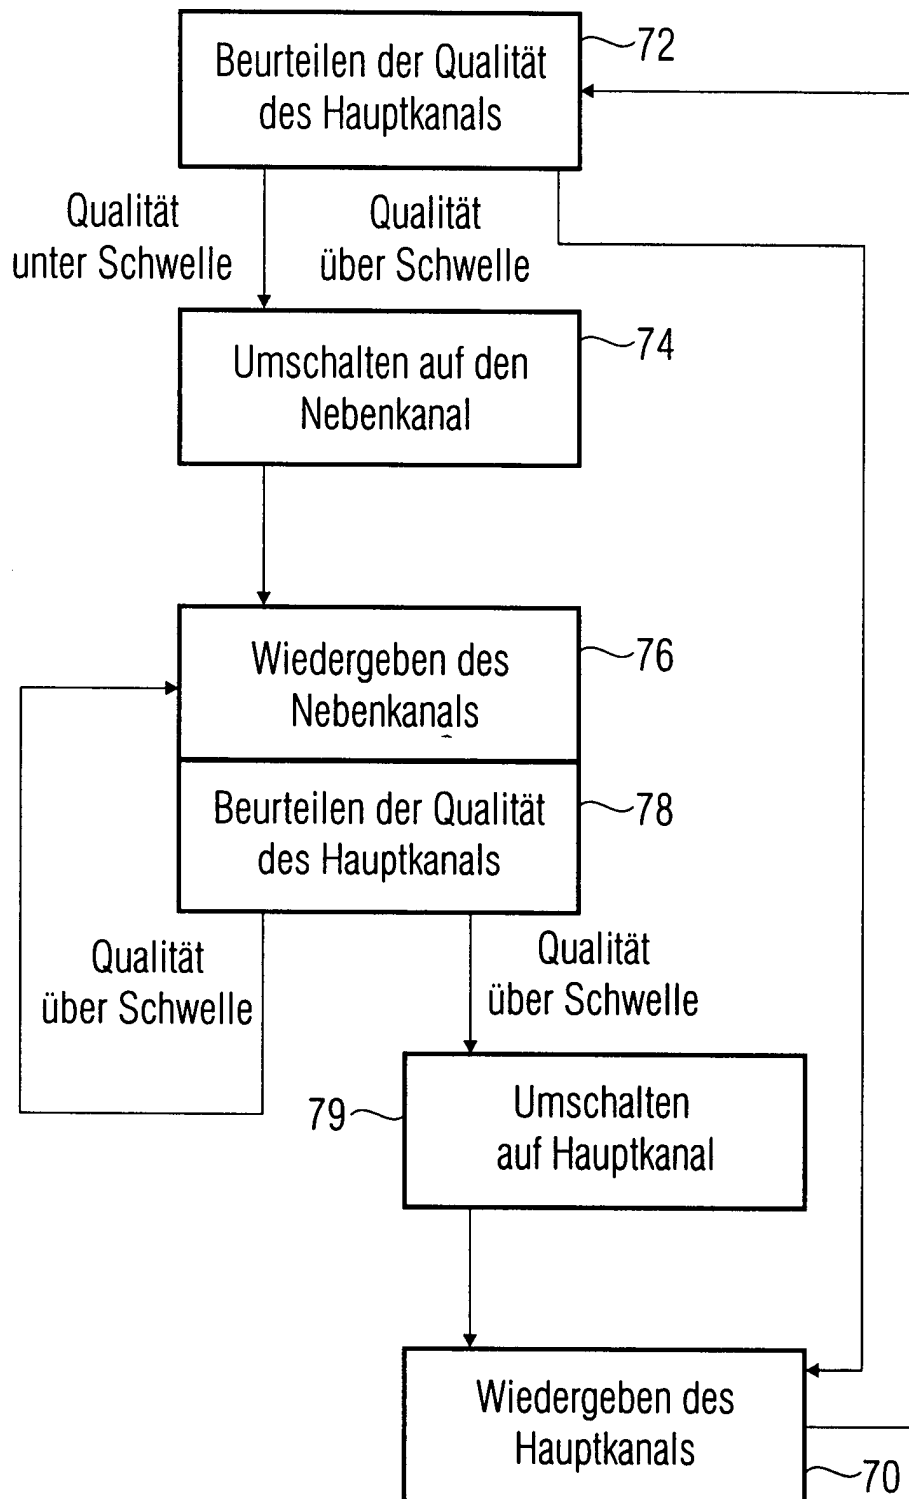 Beurteilen der Qualität
des Hauptkanals
72
Qualität
unter Schwelle
Qualität
über Schwelle
Umschalten auf den
Nebenkanal
74
Wiedergeben des
Nebenkanals
76
Beurteilen der Qualität
des Hauptkanals
78
Qualität
über Schwelle
Qualität
über Schwelle
79
Umschalten
auf Hauptkanal
Wiedergeben des
Hauptkanals
70